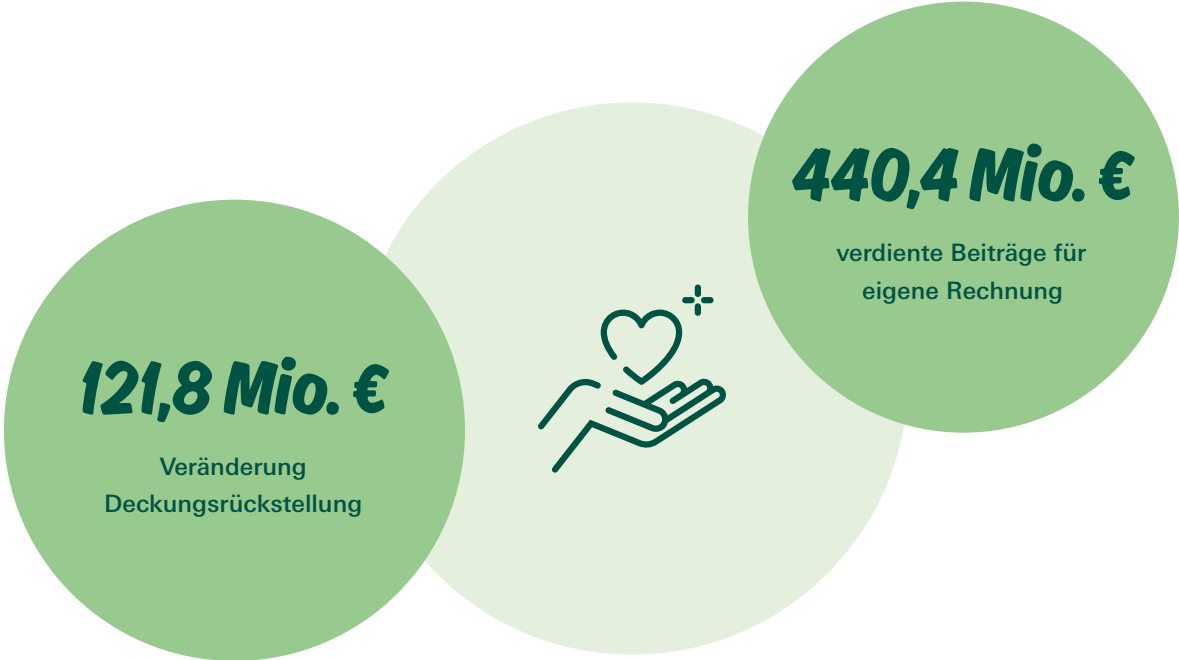 440,4 Mio. €
verdiente Beiträge für
eigene Rechnung
121,8 Mio. €
Veränderung
Deckungsrückstellung